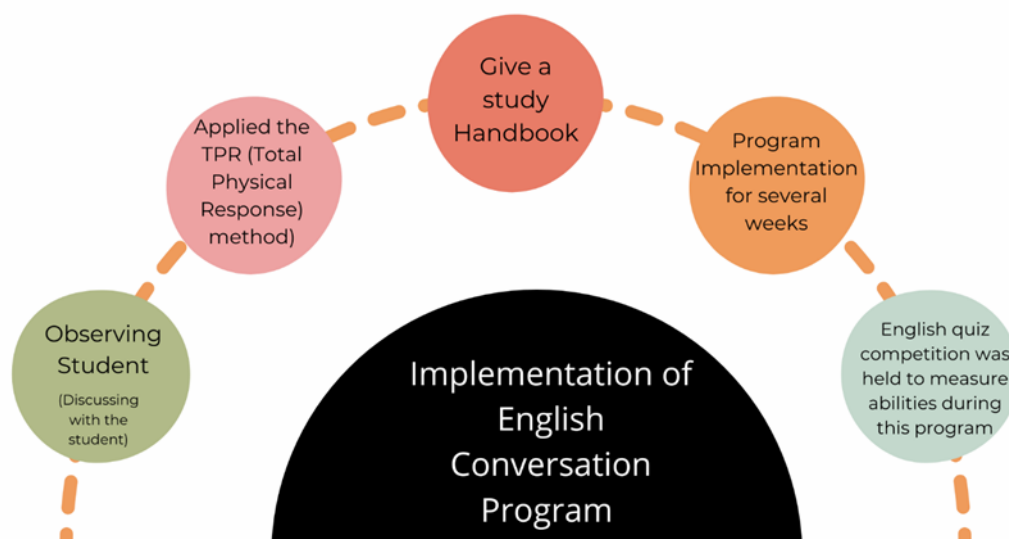 Give a
study
Handbook
Applied the
TPR (Total
Physical
Response)
method)
Program
Implementation
for several
weeks
Observing
Student
(Discussing
with the
student)
English quiz
competition was
held to measure
abilities during
this program
Implementation of
English
Conversation
Program